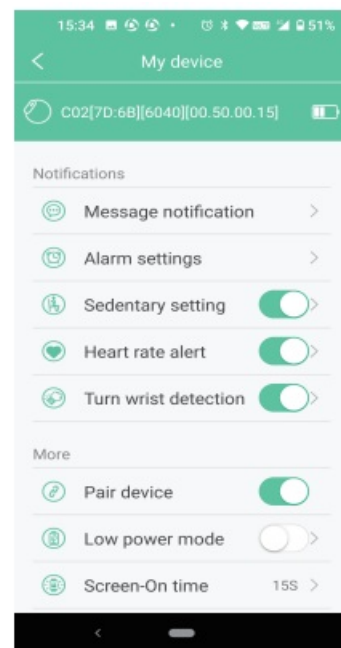 15:34 51%
My device
C02[7D:6B][6040][00.50.00.15]
Notifications
Message notification
Alarm settings
Sedentary setting
Heart rate alert
Turn wrist detection
More
Pair device
Low power mode
Screen-On time 15S